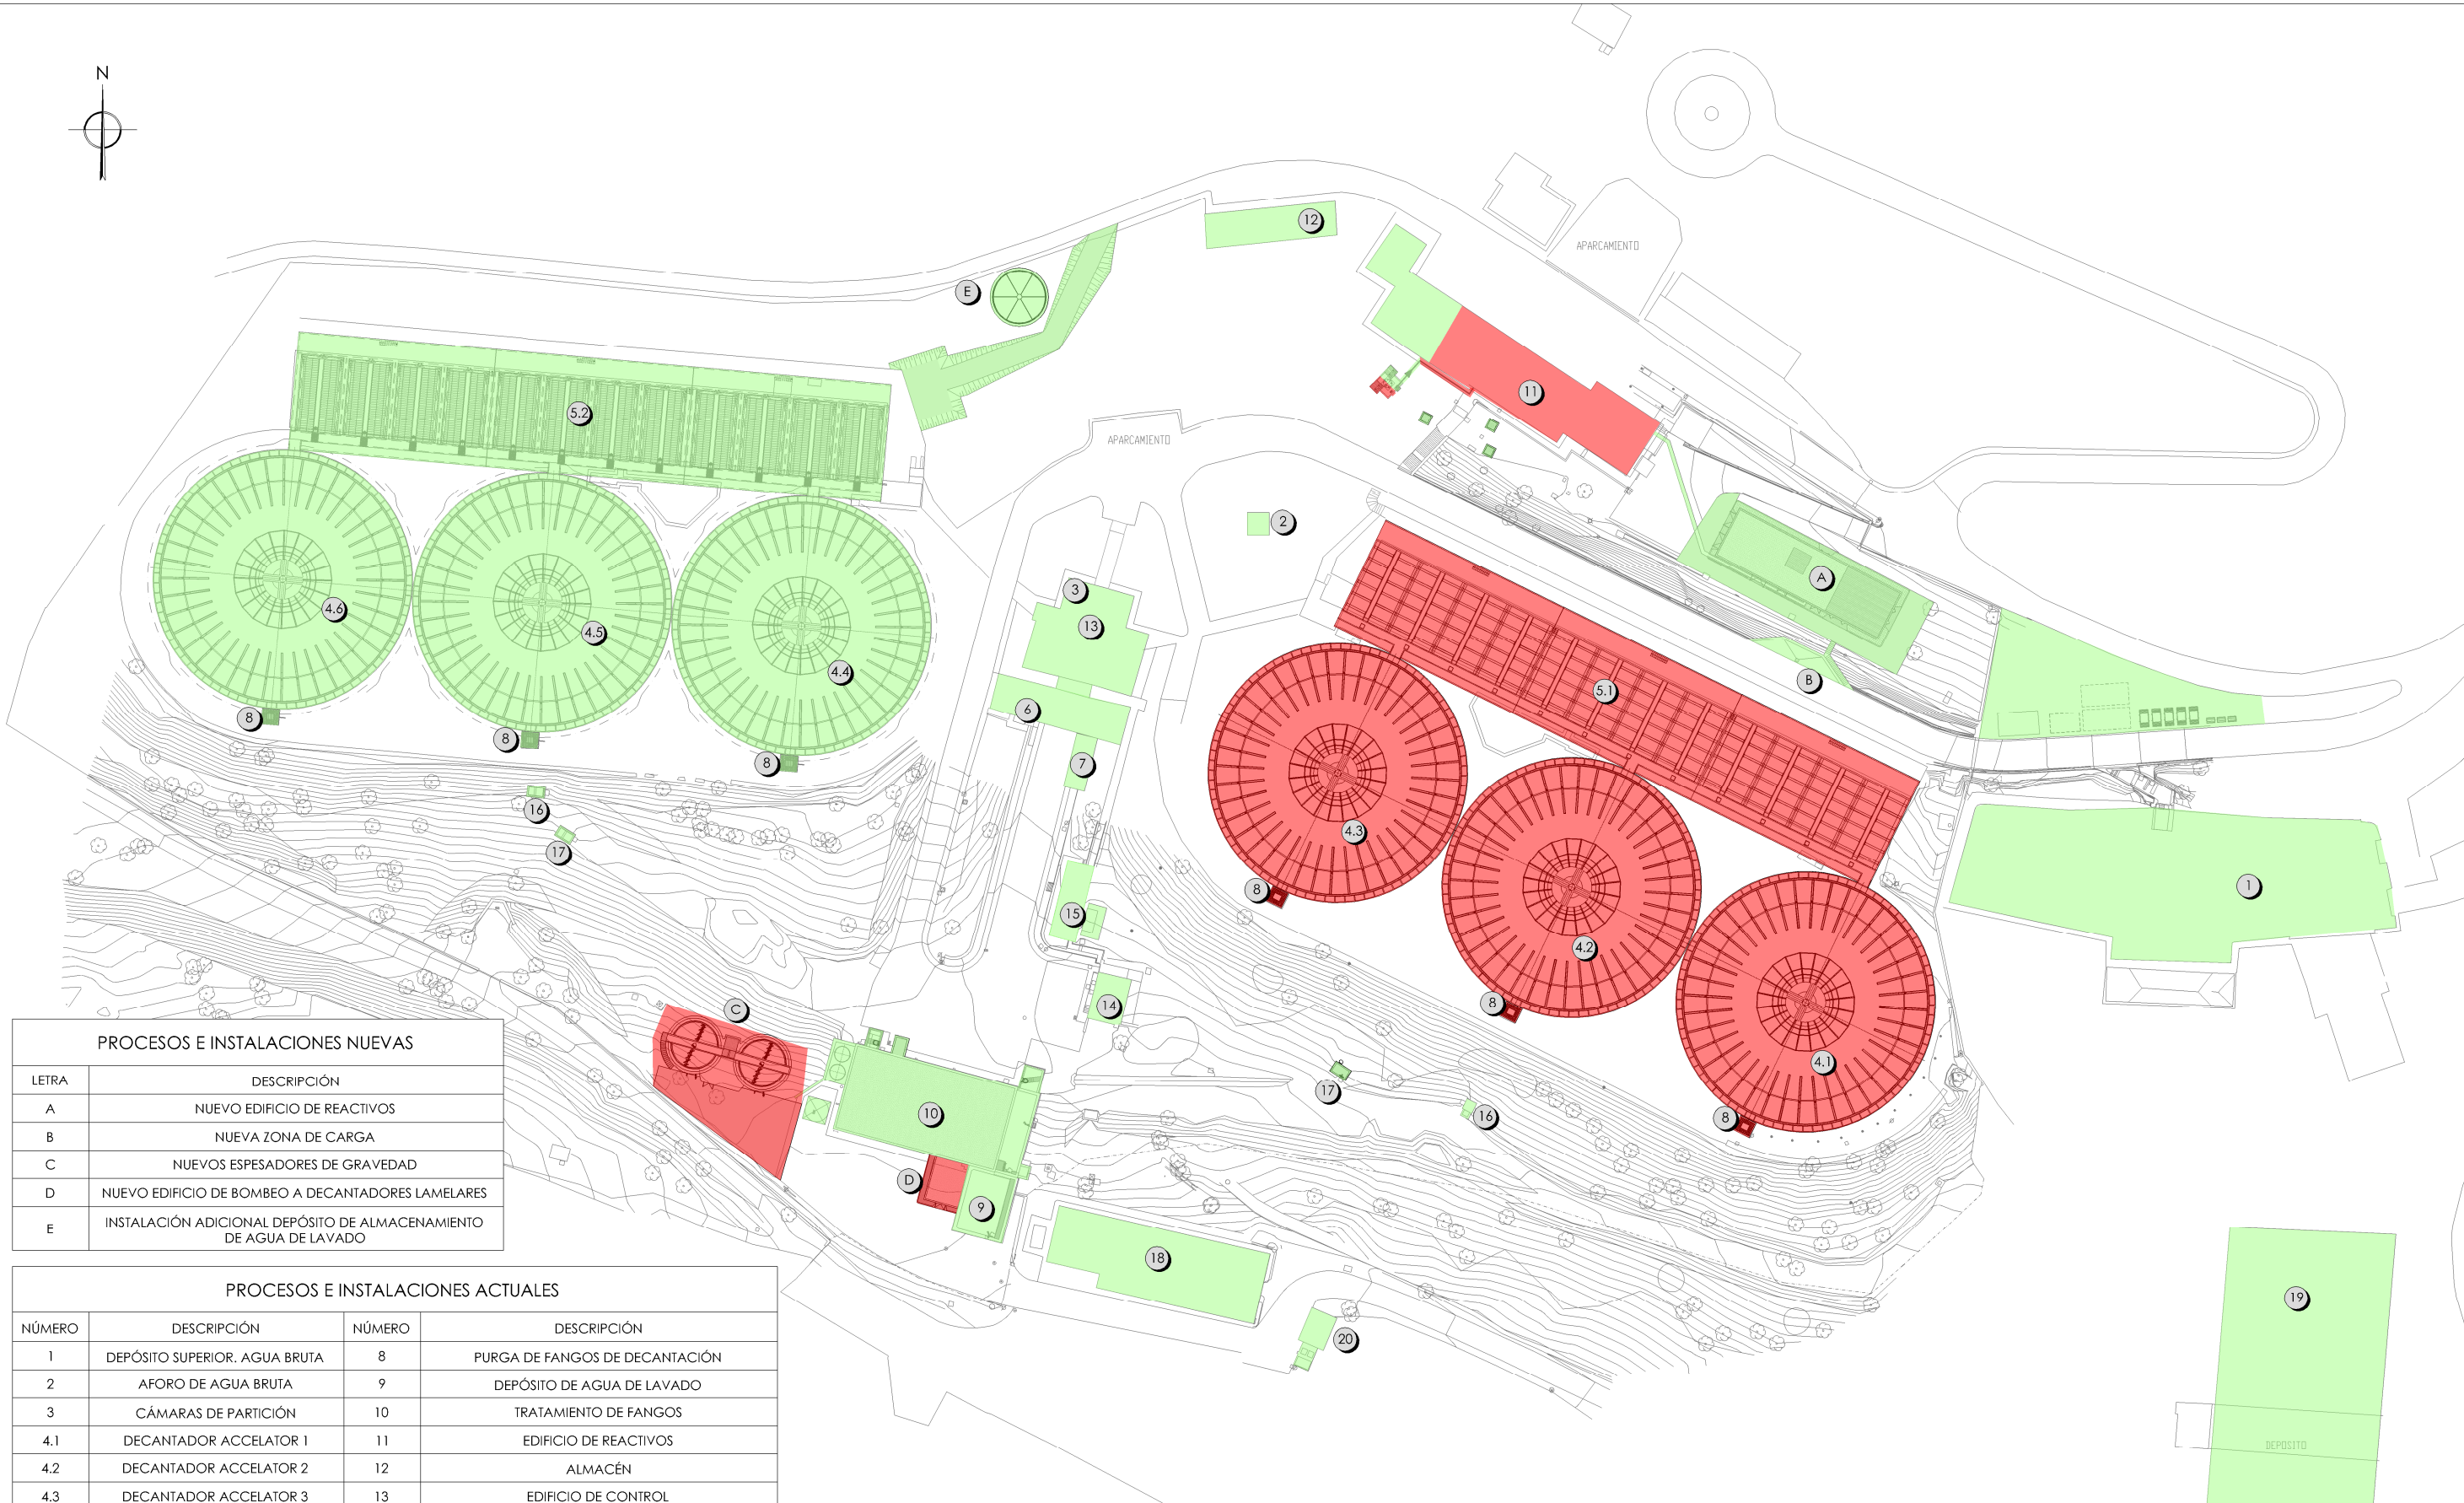 N
12
APARCAMIENTO
E
11
5.2
APARCAMIENTO
2
A
3
4.6
13
4.5
4.4
B
5.1
6
8
8
8
7
16
4.3
17
1
8
15
4.2
8
14
C
4.1
17
10
16
8
D
9
18
19
20
DEPOSITO
PROCESOS E INSTALACIONES NUEVAS
LETRA DESCRIPCIÓN
A NUEVO EDIFICIO DE REACTIVOS
B NUEVA ZONA DE CARGA
C NUEVOS ESPESADORES DE GRAVEDAD
D NUEVO EDIFICIO DE BOMBEO A DECANTADORES LAMELARES
E INSTALACIÓN ADICIONAL DEPÓSITO DE ALMACENAMIENTO
DE AGUA DE LAVADO
PROCESOS E INSTALACIONES ACTUALES
NÚMERO DESCRIPCIÓN NÚMERO DESCRIPCIÓN
1 DEPÓSITO SUPERIOR. AGUA BRUTA 8 PURGA DE FANGOS DE DECANTACIÓN
2 AFORO DE AGUA BRUTA 9 DEPÓSITO DE AGUA DE LAVADO
3 CÁMARAS DE PARTICIÓN 10 TRATAMIENTO DE FANGOS
4.1 DECANTADOR ACCELATOR 1 11 EDIFICIO DE REACTIVOS
4.2 DECANTADOR ACCELATOR 2 12 ALMACÉN
4.3 DECANTADOR ACCELATOR 3 13 EDIFICIO DE CONTROL